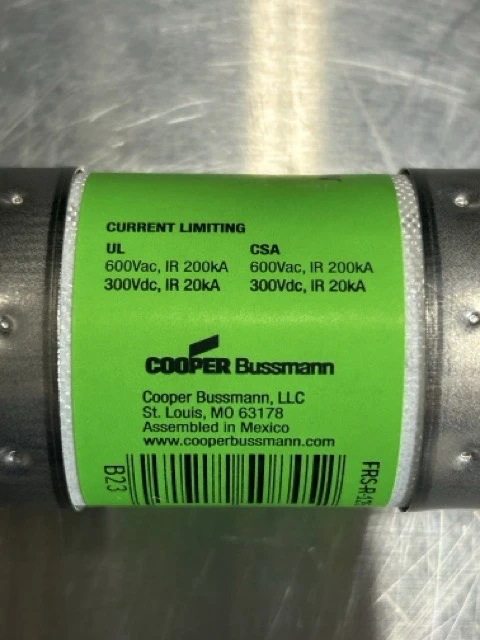 CURRENT LIMITING
UL CSA
600Vac, IR 200kA 600Vac, IR 200kA
300Vdc, IR 20kA 300Vdc, IR 20kA
COOPER Bussmann
Cooper Bussmann, LLC
St. Louis, MO 63178
Assembled in Mexico
www.cooperbussmann.com
B23